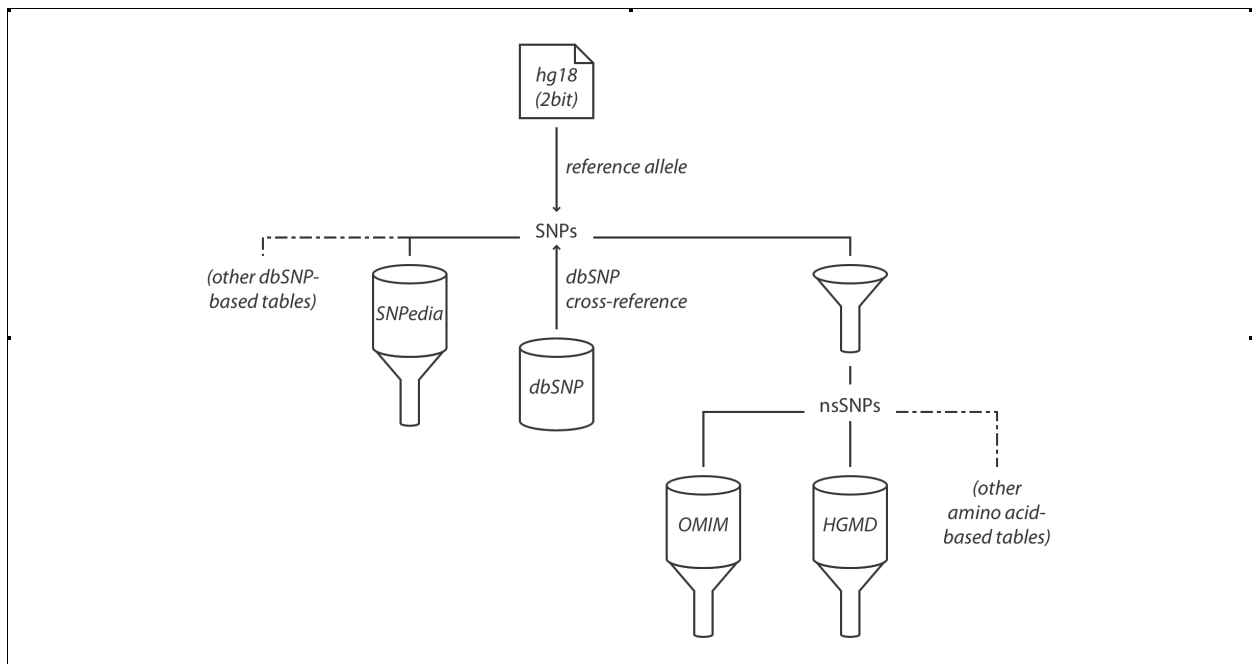 hg18
(2bit)
reference allele
SNPs
(other dbSNP-
based tables)
SNPedia
dbSNP
cross-reference
dbSNP
nsSNPs
OMIM
HGMD
(other
amino acid-
based tables)